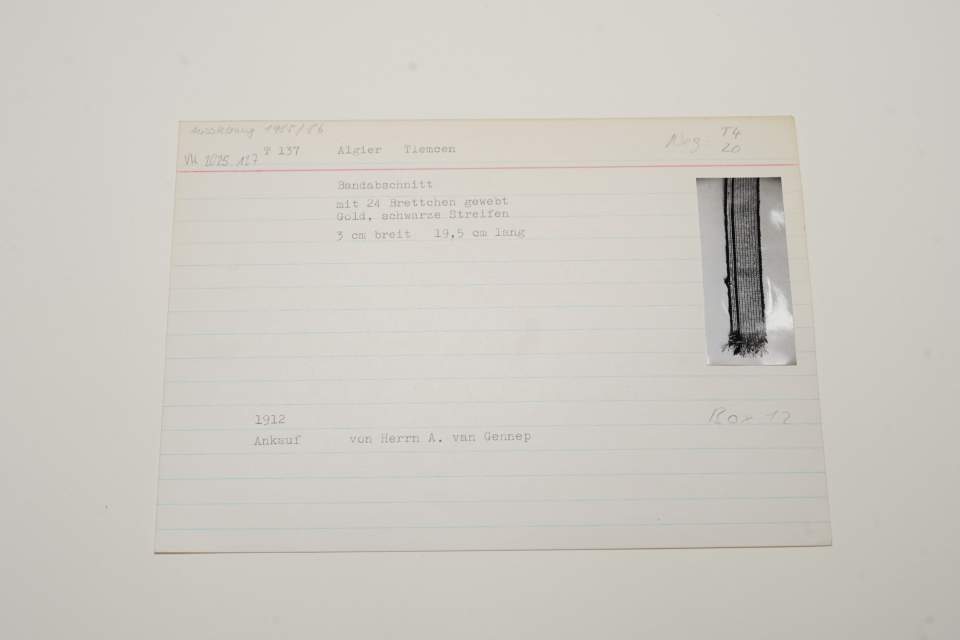 Ausstellung 1985/86
VK 2025.127 T 137 Algier Tlemcen Neg T4
20
Bandabschnitt
mit 24 Brettchen gewebt
Gold, schwarze Streifen
3 cm breit 19,5 cm lang
1912 Box 12
Ankauf von Herrn A. van Gennep